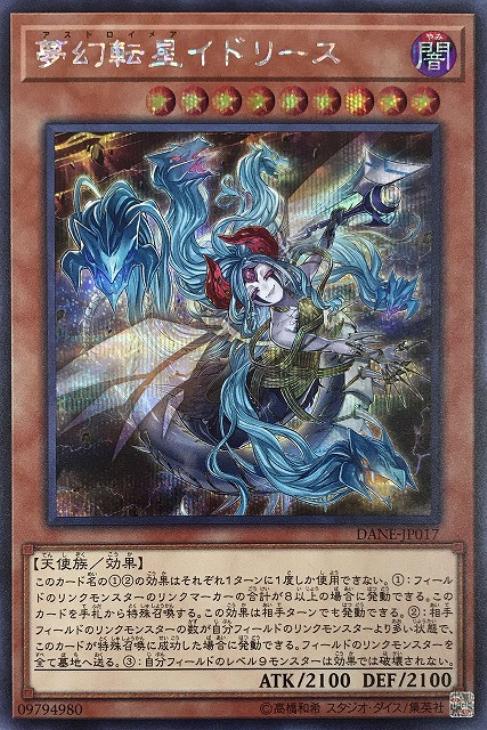 アストロイメア
夢幻転星イドリース
やみ
闇
DANE-JP017
【天使族／効果】
このカード名の①②の効果はそれぞれ1ターンに1度しか使用できない。①：フィール
ドのリンクモンスターのリンクマーカーの合計が8以上の場合に発動できる。このカ
ードを手札から特殊召喚する。この効果は相手ターンでも発動できる。②：相手
フィールドのリンクモンスターの数が自分フィールドのリンクモンスターより多い状態で、
このカードが特殊召喚に成功した場合に発動できる。フィールドのリンクモンスターを
全て墓地へ送る。③：自分フィールドのレベル9モンスターは効果では破壊されない。
ATK/2100 DEF/2100
09794980
©高橋和希 スタジオ・ダイス/集英社